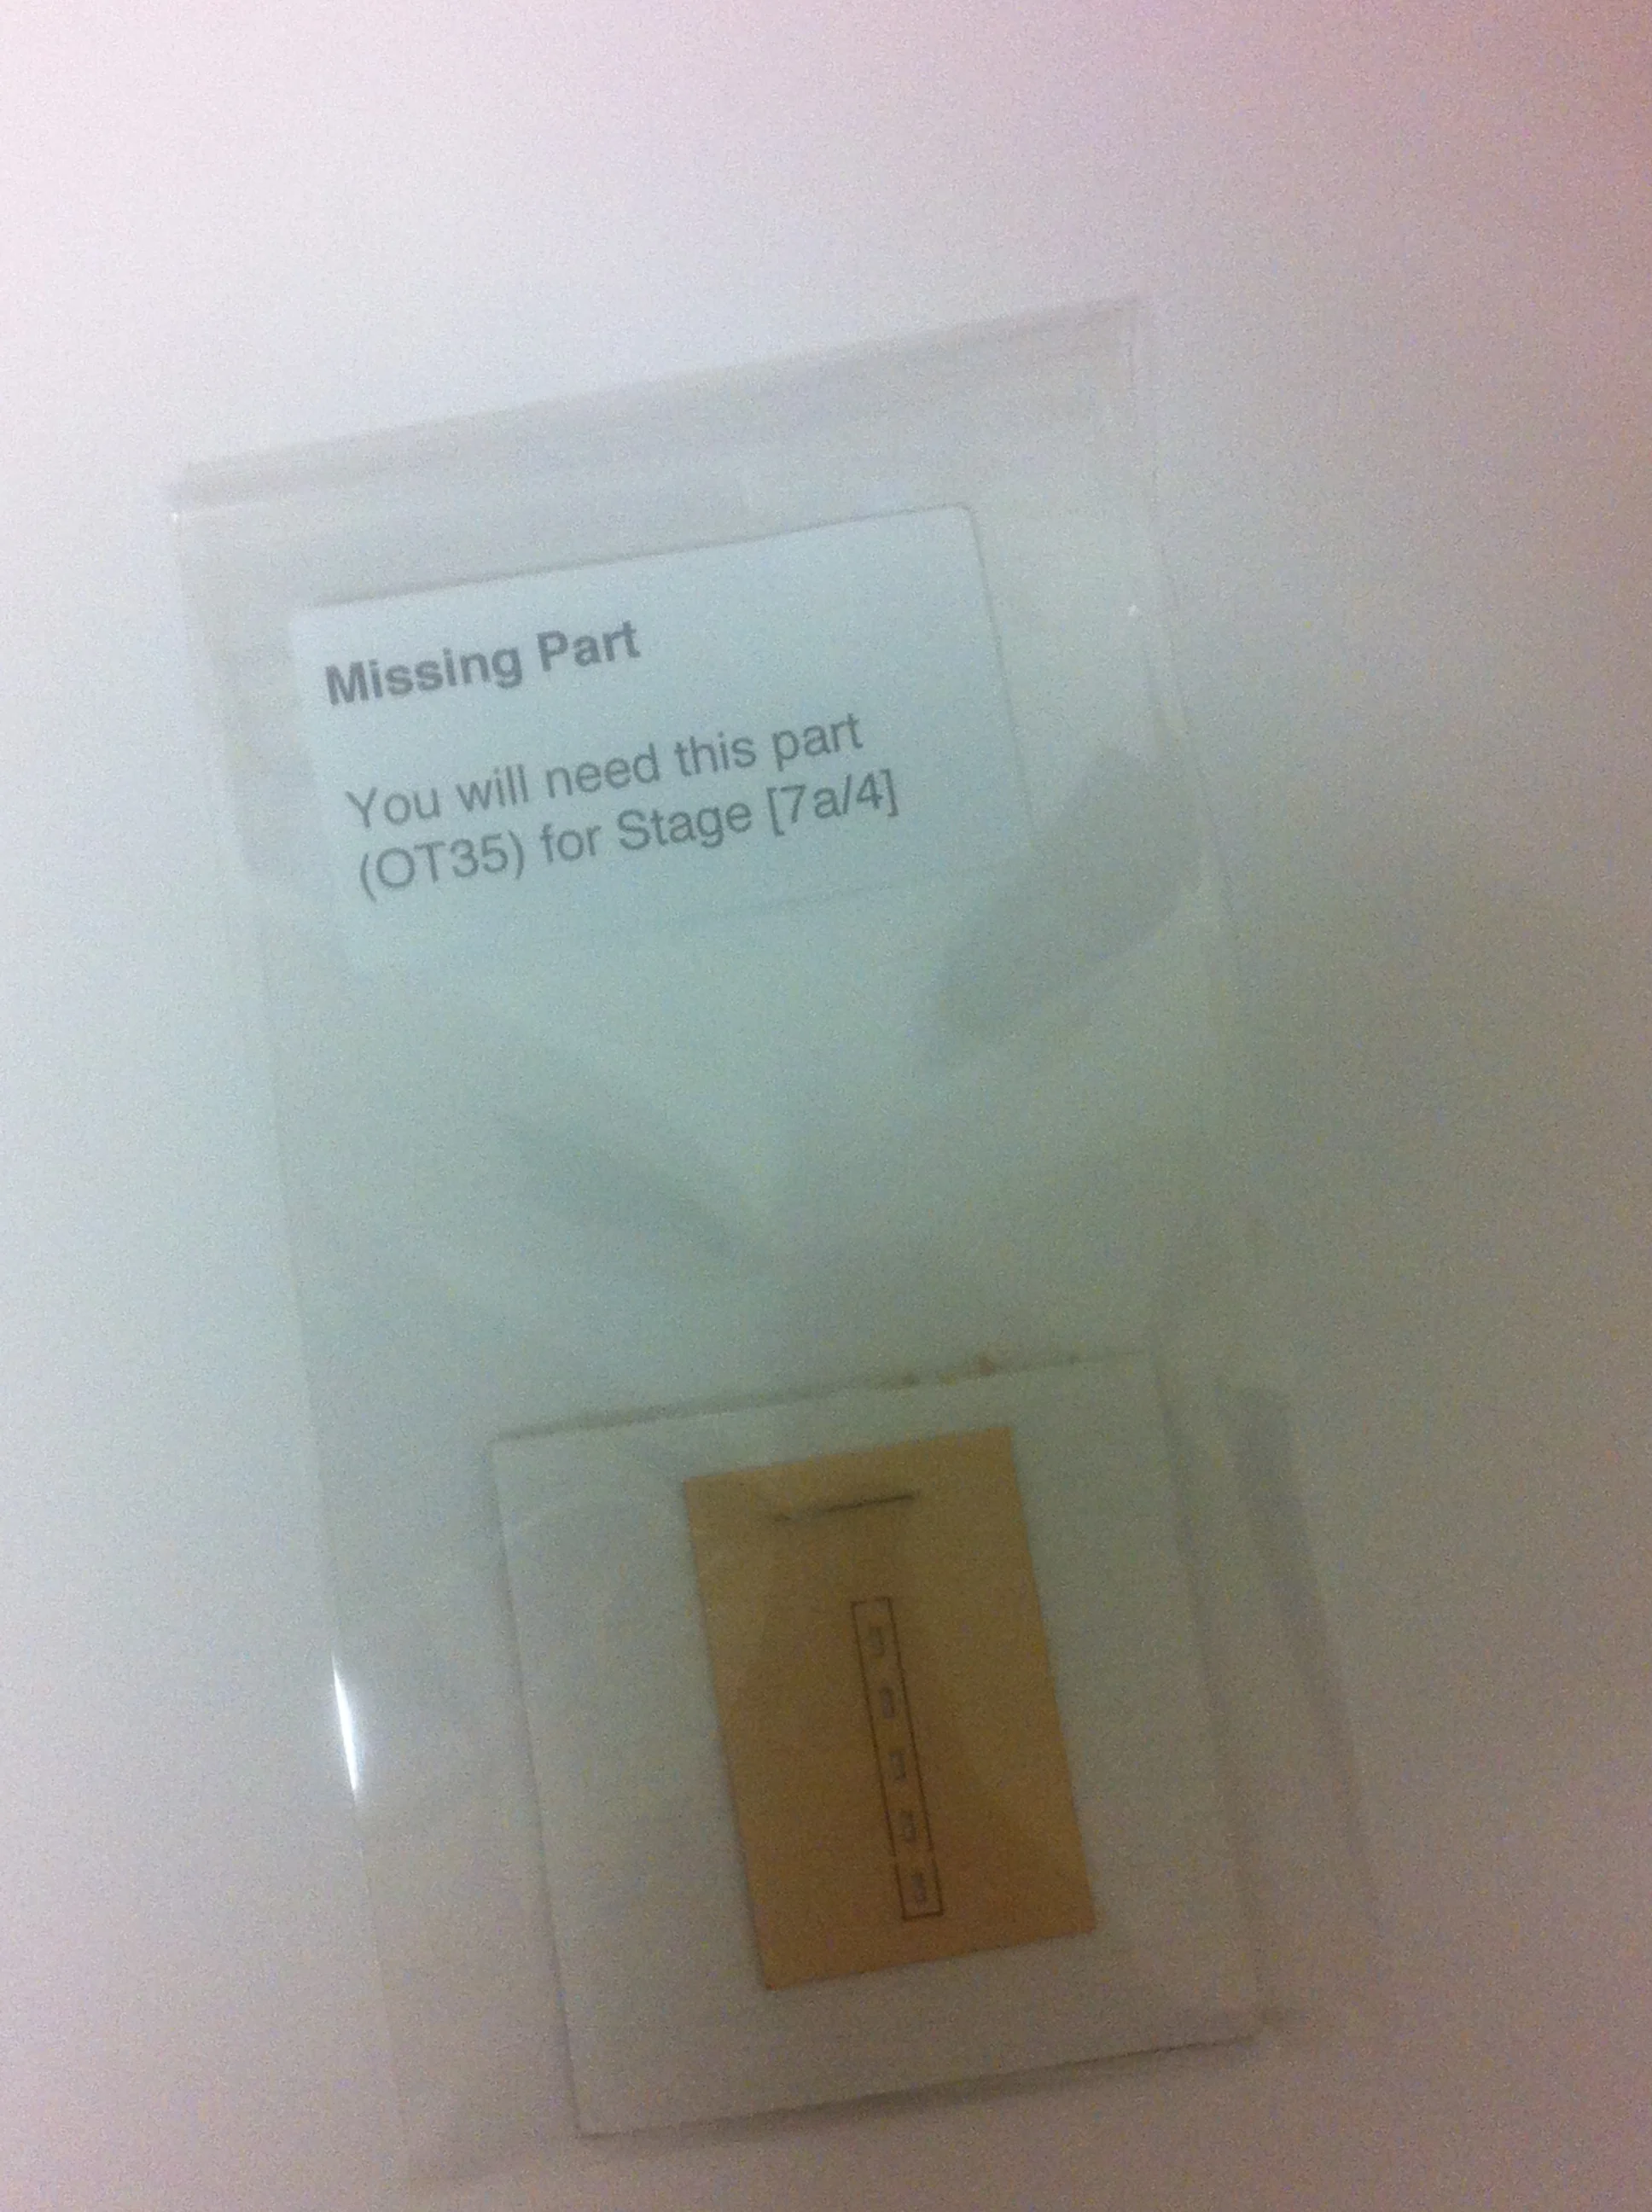 Missing Part
You will need this part
(OT35) for Stage [7a/4]